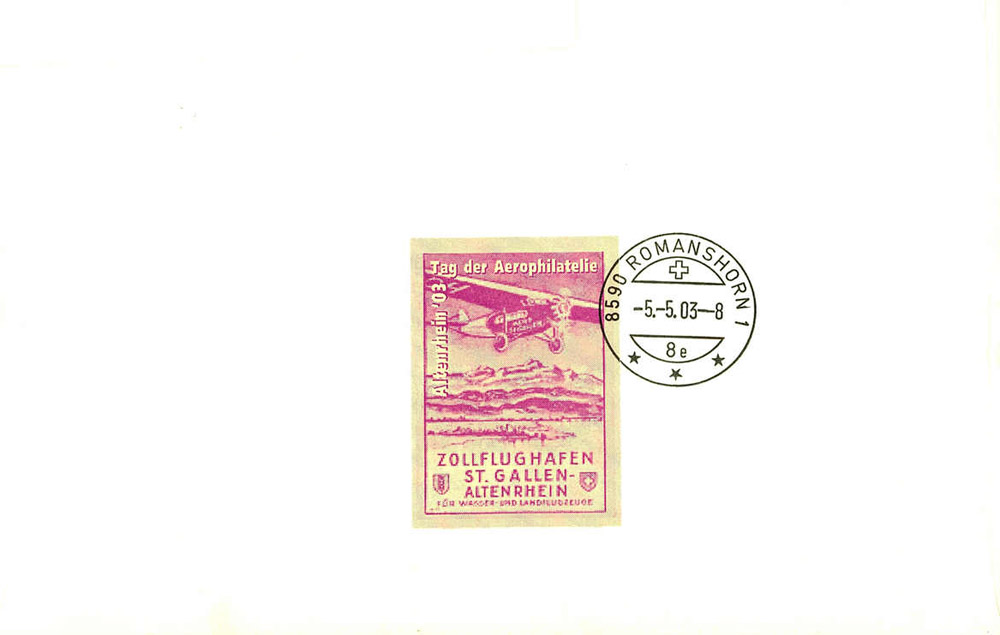 Tag der Aerophilatelie
Altenrhein '03
ZOLLFLUGHAFEN
ST. GALLEN-
ALTENRHEIN
FÜR WASSER- UND LANDFLUGZEUGE
8590 ROMANSHORN 1
-5.-5.03-8
8e